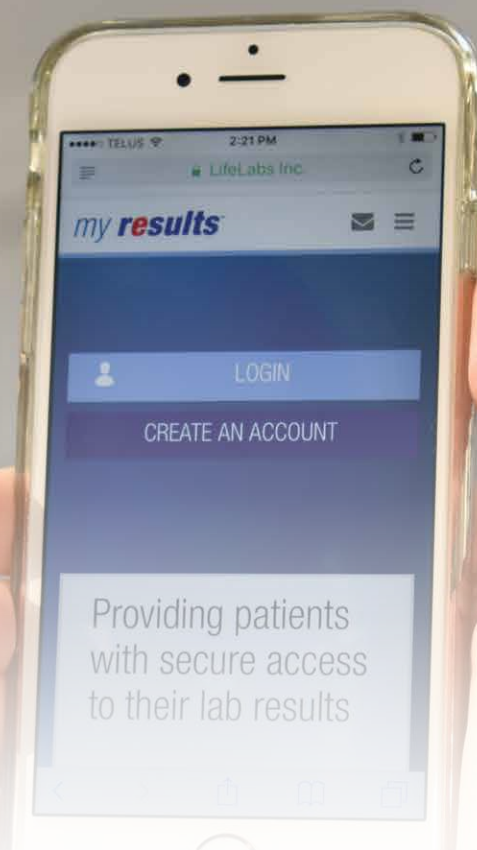 TELUS 2:21 PM
LifeLabs Inc.
my results
LOGIN
CREATE AN ACCOUNT
Providing patients
with secure access
to their lab results